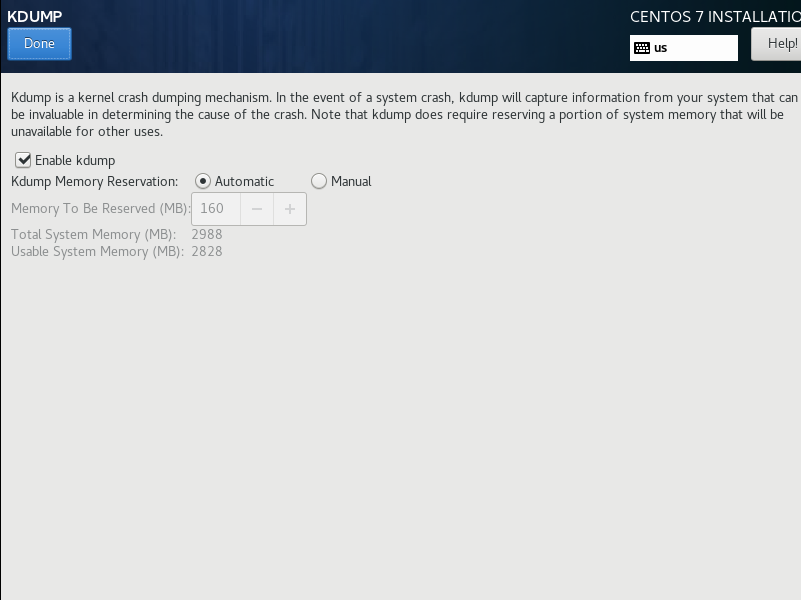 KDUMP
CENTOS 7 INSTALLATIO
Done
us
Help!
Kdump is a kernel crash dumping mechanism. In the event of a system crash, kdump will capture information from your system that can
be invaluable in determining the cause of the crash. Note that kdump does require reserving a portion of system memory that will be
unavailable for other uses.
Enable kdump
Kdump Memory Reservation: Automatic Manual
Memory To Be Reserved (MB): 160 − +
Total System Memory (MB): 2988
Usable System Memory (MB): 2828